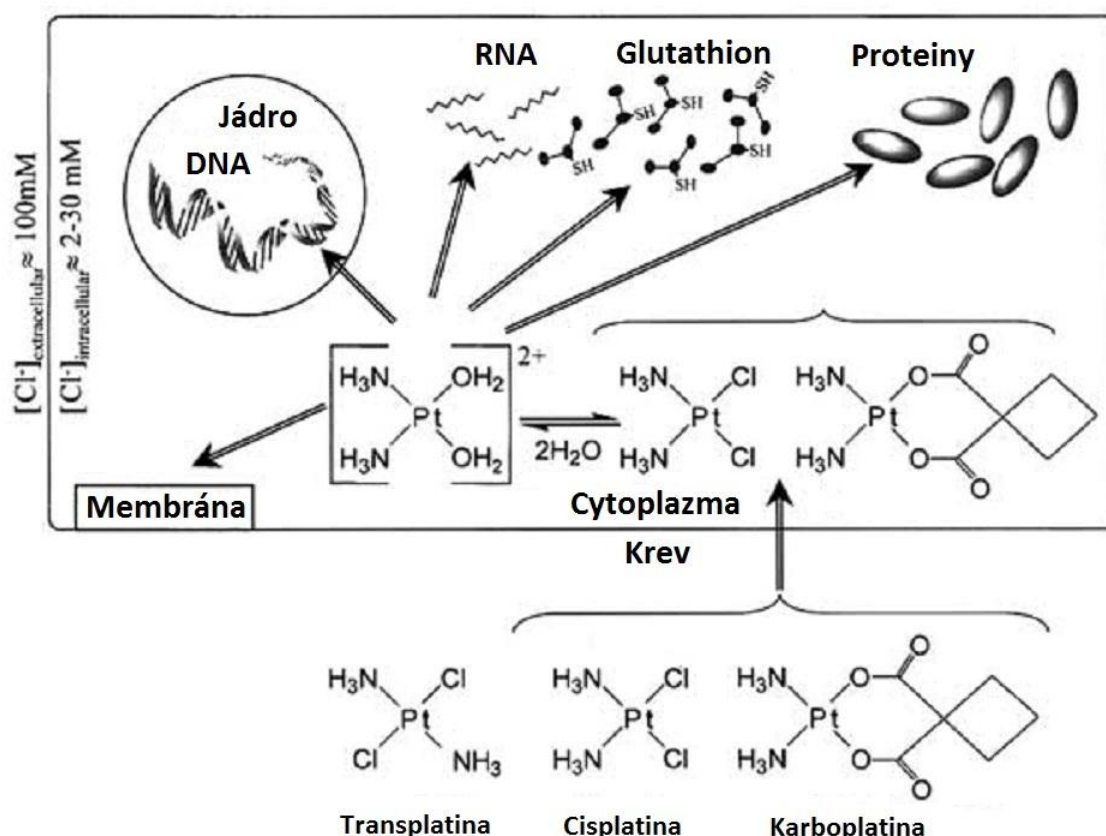 RNA
Glutathion
Proteiny
SH
SH
SH
SH
SH
SH
Jádro
DNA
[Cl-]extracellular ≈ 100mM
[Cl-]intracellular ≈ 2-30 mM
2+
H3N
OH2
Pt
H3N
OH2
2H2O
H3N
Cl
Pt
H3N
Cl
H3N
O
O
Pt
H3N
O
O
Membrána
Cytoplazma
Krev
H3N
Cl
Pt
Cl
NH3
H3N
Cl
Pt
H3N
Cl
H3N
O
O
Pt
H3N
O
O
Transplatina
Cisplatina
Karboplatina